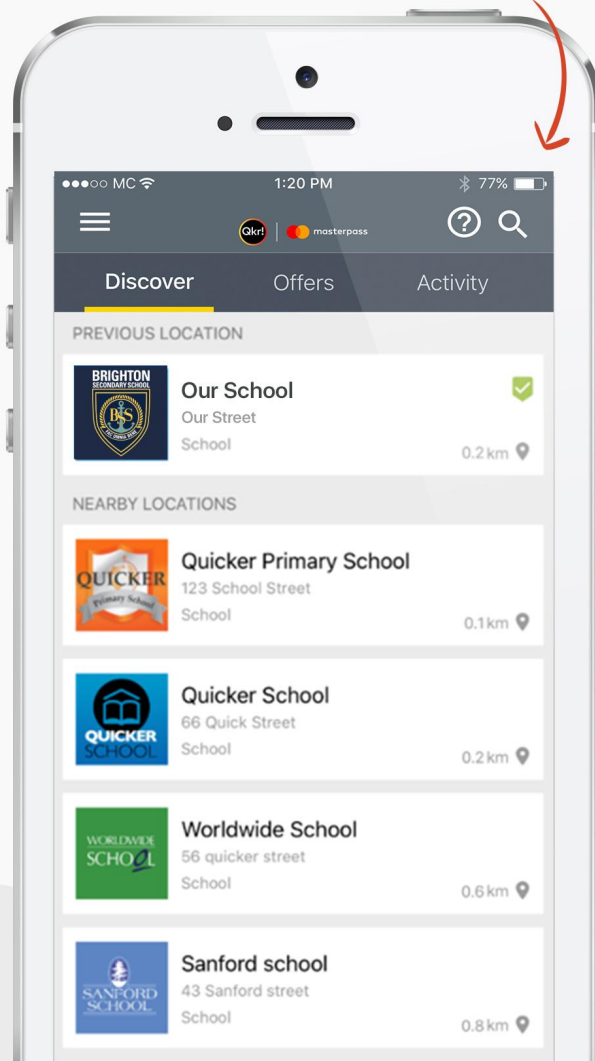 MC
1:20 PM
77%
Qkr!
masterpass
Discover
Offers
Activity
PREVIOUS LOCATION
BRIGHTON
SECONDARY SCHOOL
BSS
Our School
Our Street
School
0.2 km
NEARBY LOCATIONS
QUICKER
Primary School
Quicker Primary School
123 School Street
School
0.1 km
QUICKER
SCHOOL
Quicker School
66 Quick Street
School
0.2 km
WORLDWIDE
SCHOOL
Worldwide School
56 quicker street
School
0.6 km
SANFORD
SCHOOL
Sanford school
43 Sanford street
School
0.8 km